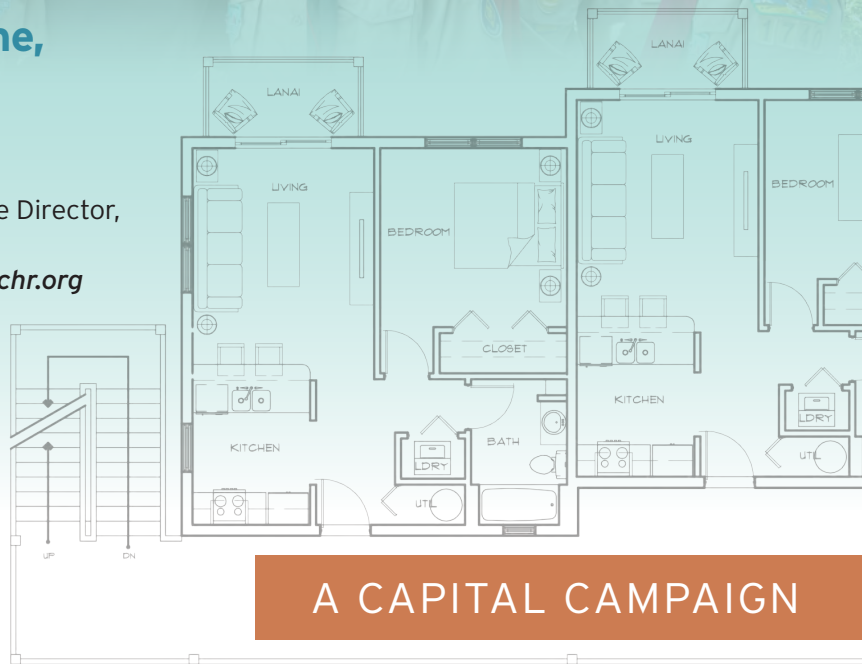 ne,
e Director,
chr.org
LANAI
LIVING
BEDROOM
CLOSET
KITCHEN
LDRY
BATH
UTIL
UP
DN
LANAI
LIVING
BEDROOM
KITCHEN
LDRY
UTIL
A CAPITAL CAMPAIGN